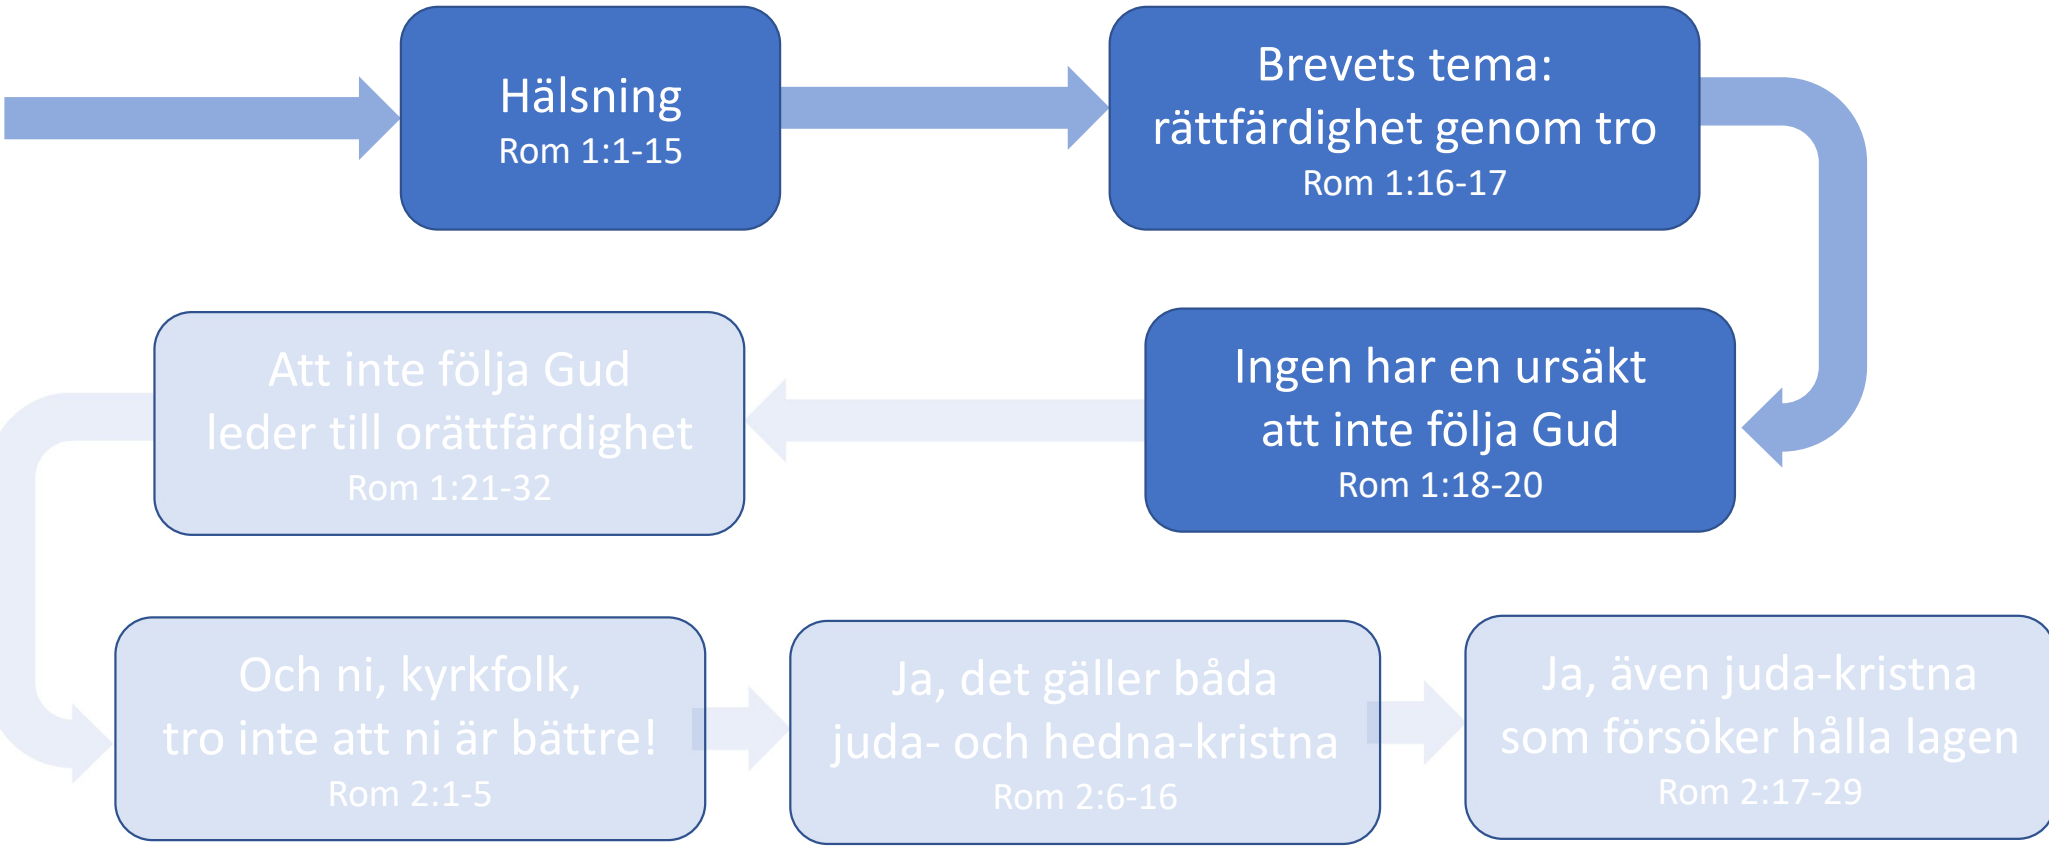 Hälsning
Rom 1:1-15
Brevets tema:
rättfärdighet genom tro
Rom 1:16-17
Ingen har en ursäkt
att inte följa Gud
Rom 1:18-20
Att inte följa Gud
leder till orättfärdighet
Rom 1:21-32
Och ni, kyrkfolk,
tro inte att ni är bättre!
Rom 2:1-5
Ja, det gäller båda
juda- och hedna-kristna
Rom 2:6-16
Ja, även juda-kristna
som försöker hålla lagen
Rom 2:17-29